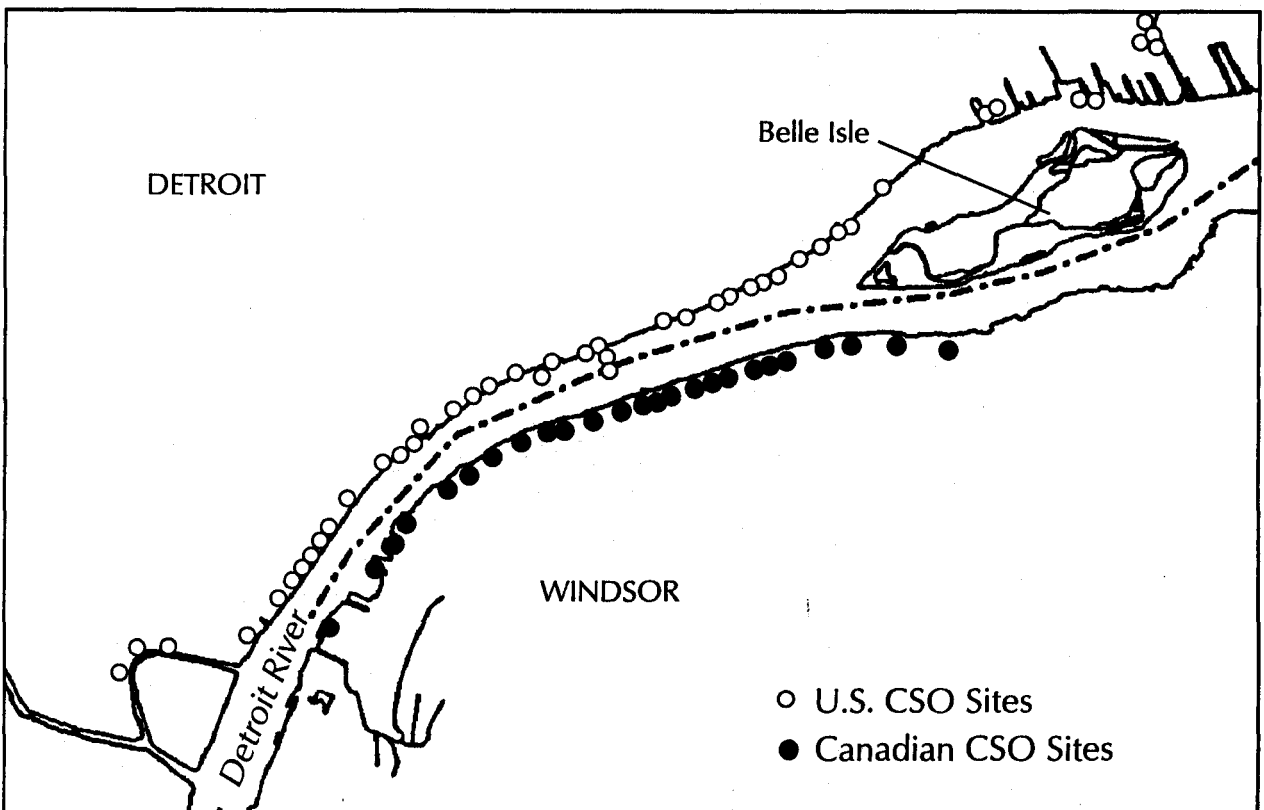 Belle Isle
DETROIT
WINDSOR
Detroit River
U.S. CSO Sites
Canadian CSO Sites